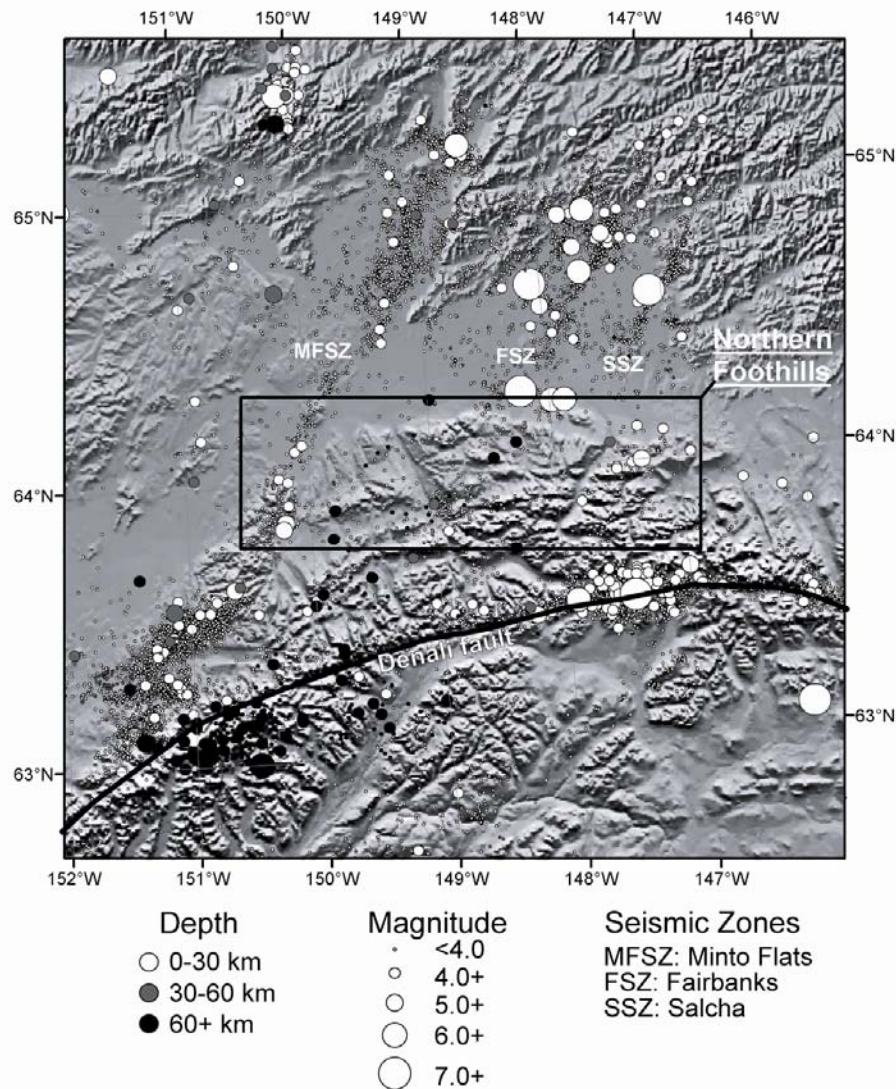 151°W 150°W 149°W 148°W 147°W 146°W
65°N
65°N
MFSZ FSZ SSZ
Northern
Foothills
64°N
64°N
Denali fault
63°N
63°N
152°W 151°W 150°W 149°W 148°W 147°W
Depth
0-30 km
30-60 km
60+ km
Magnitude
<4.0
4.0+
5.0+
6.0+
7.0+
Seismic Zones
MFSZ: Minto Flats
FSZ: Fairbanks
SSZ: Salcha